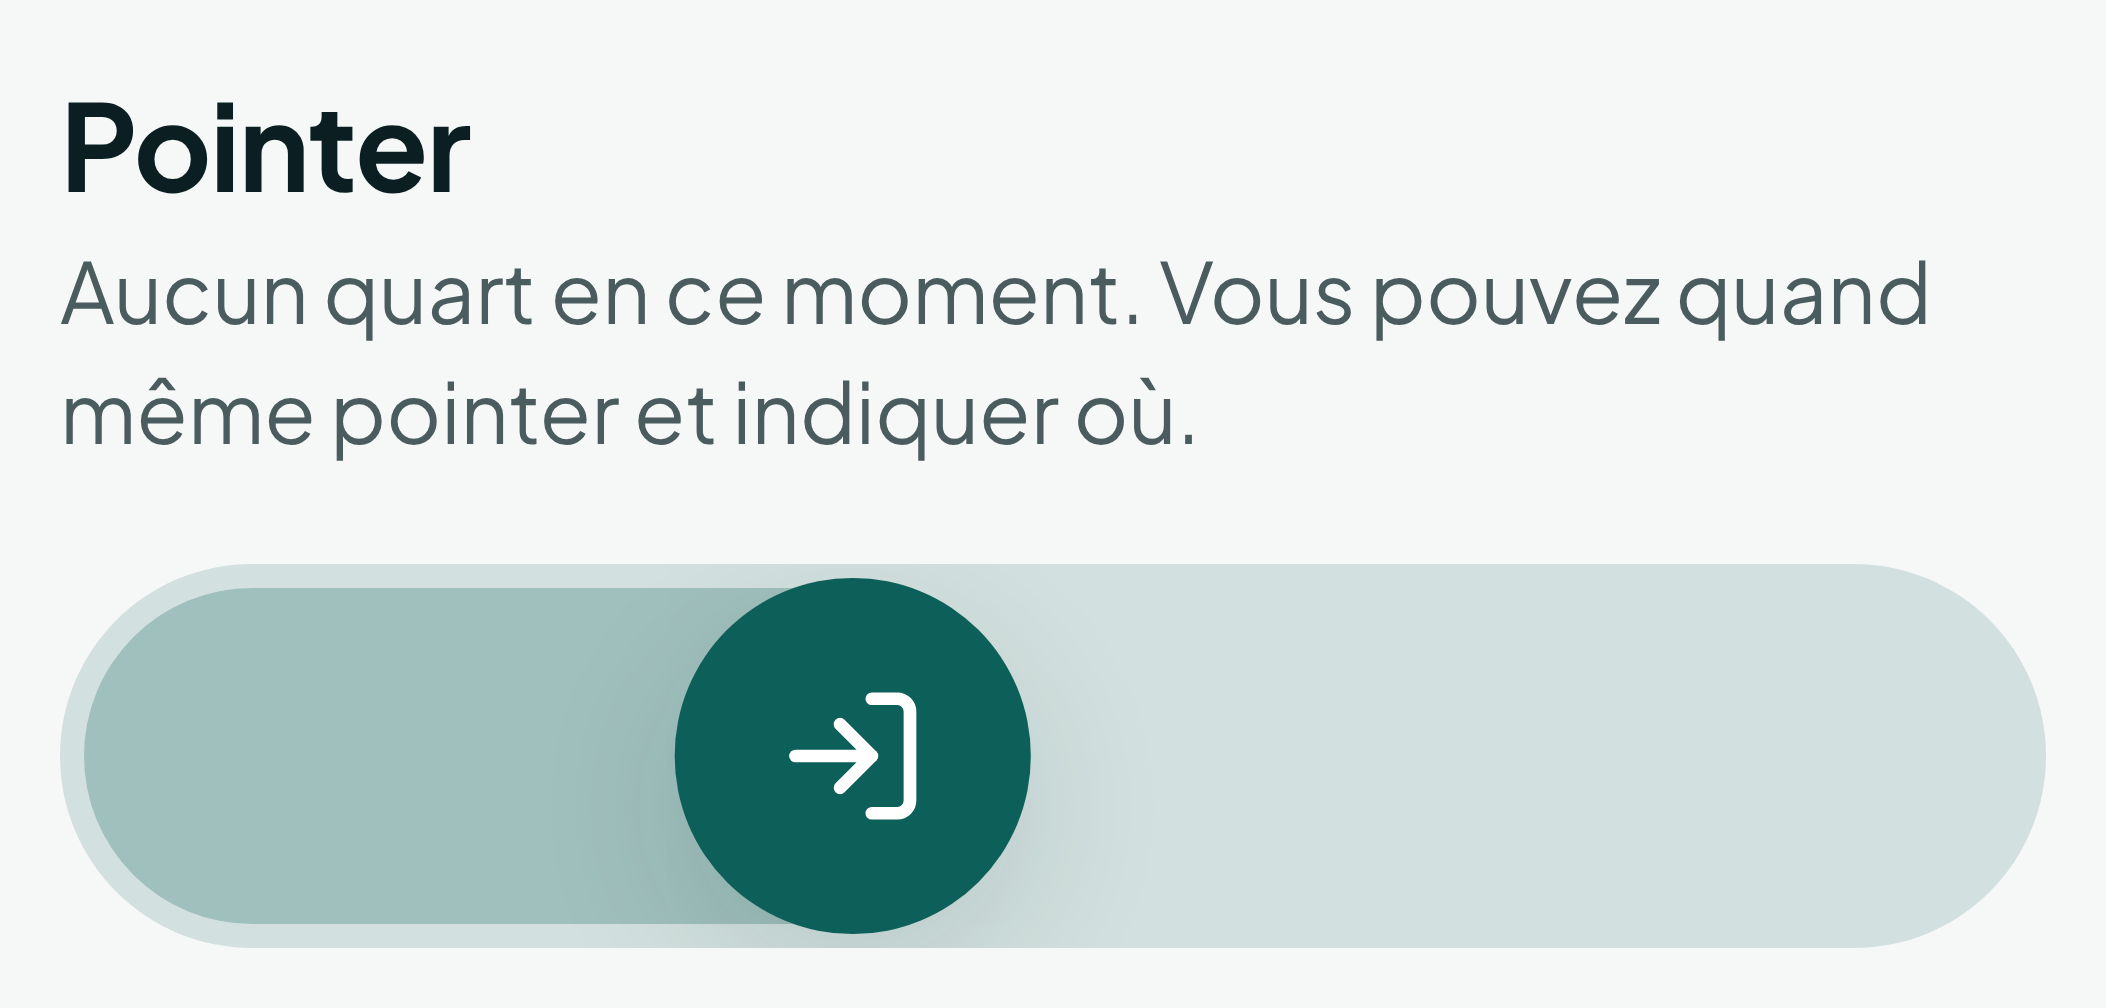 Pointer
Aucun quart en ce moment. Vous pouvez quand
même pointer et indiquer où.